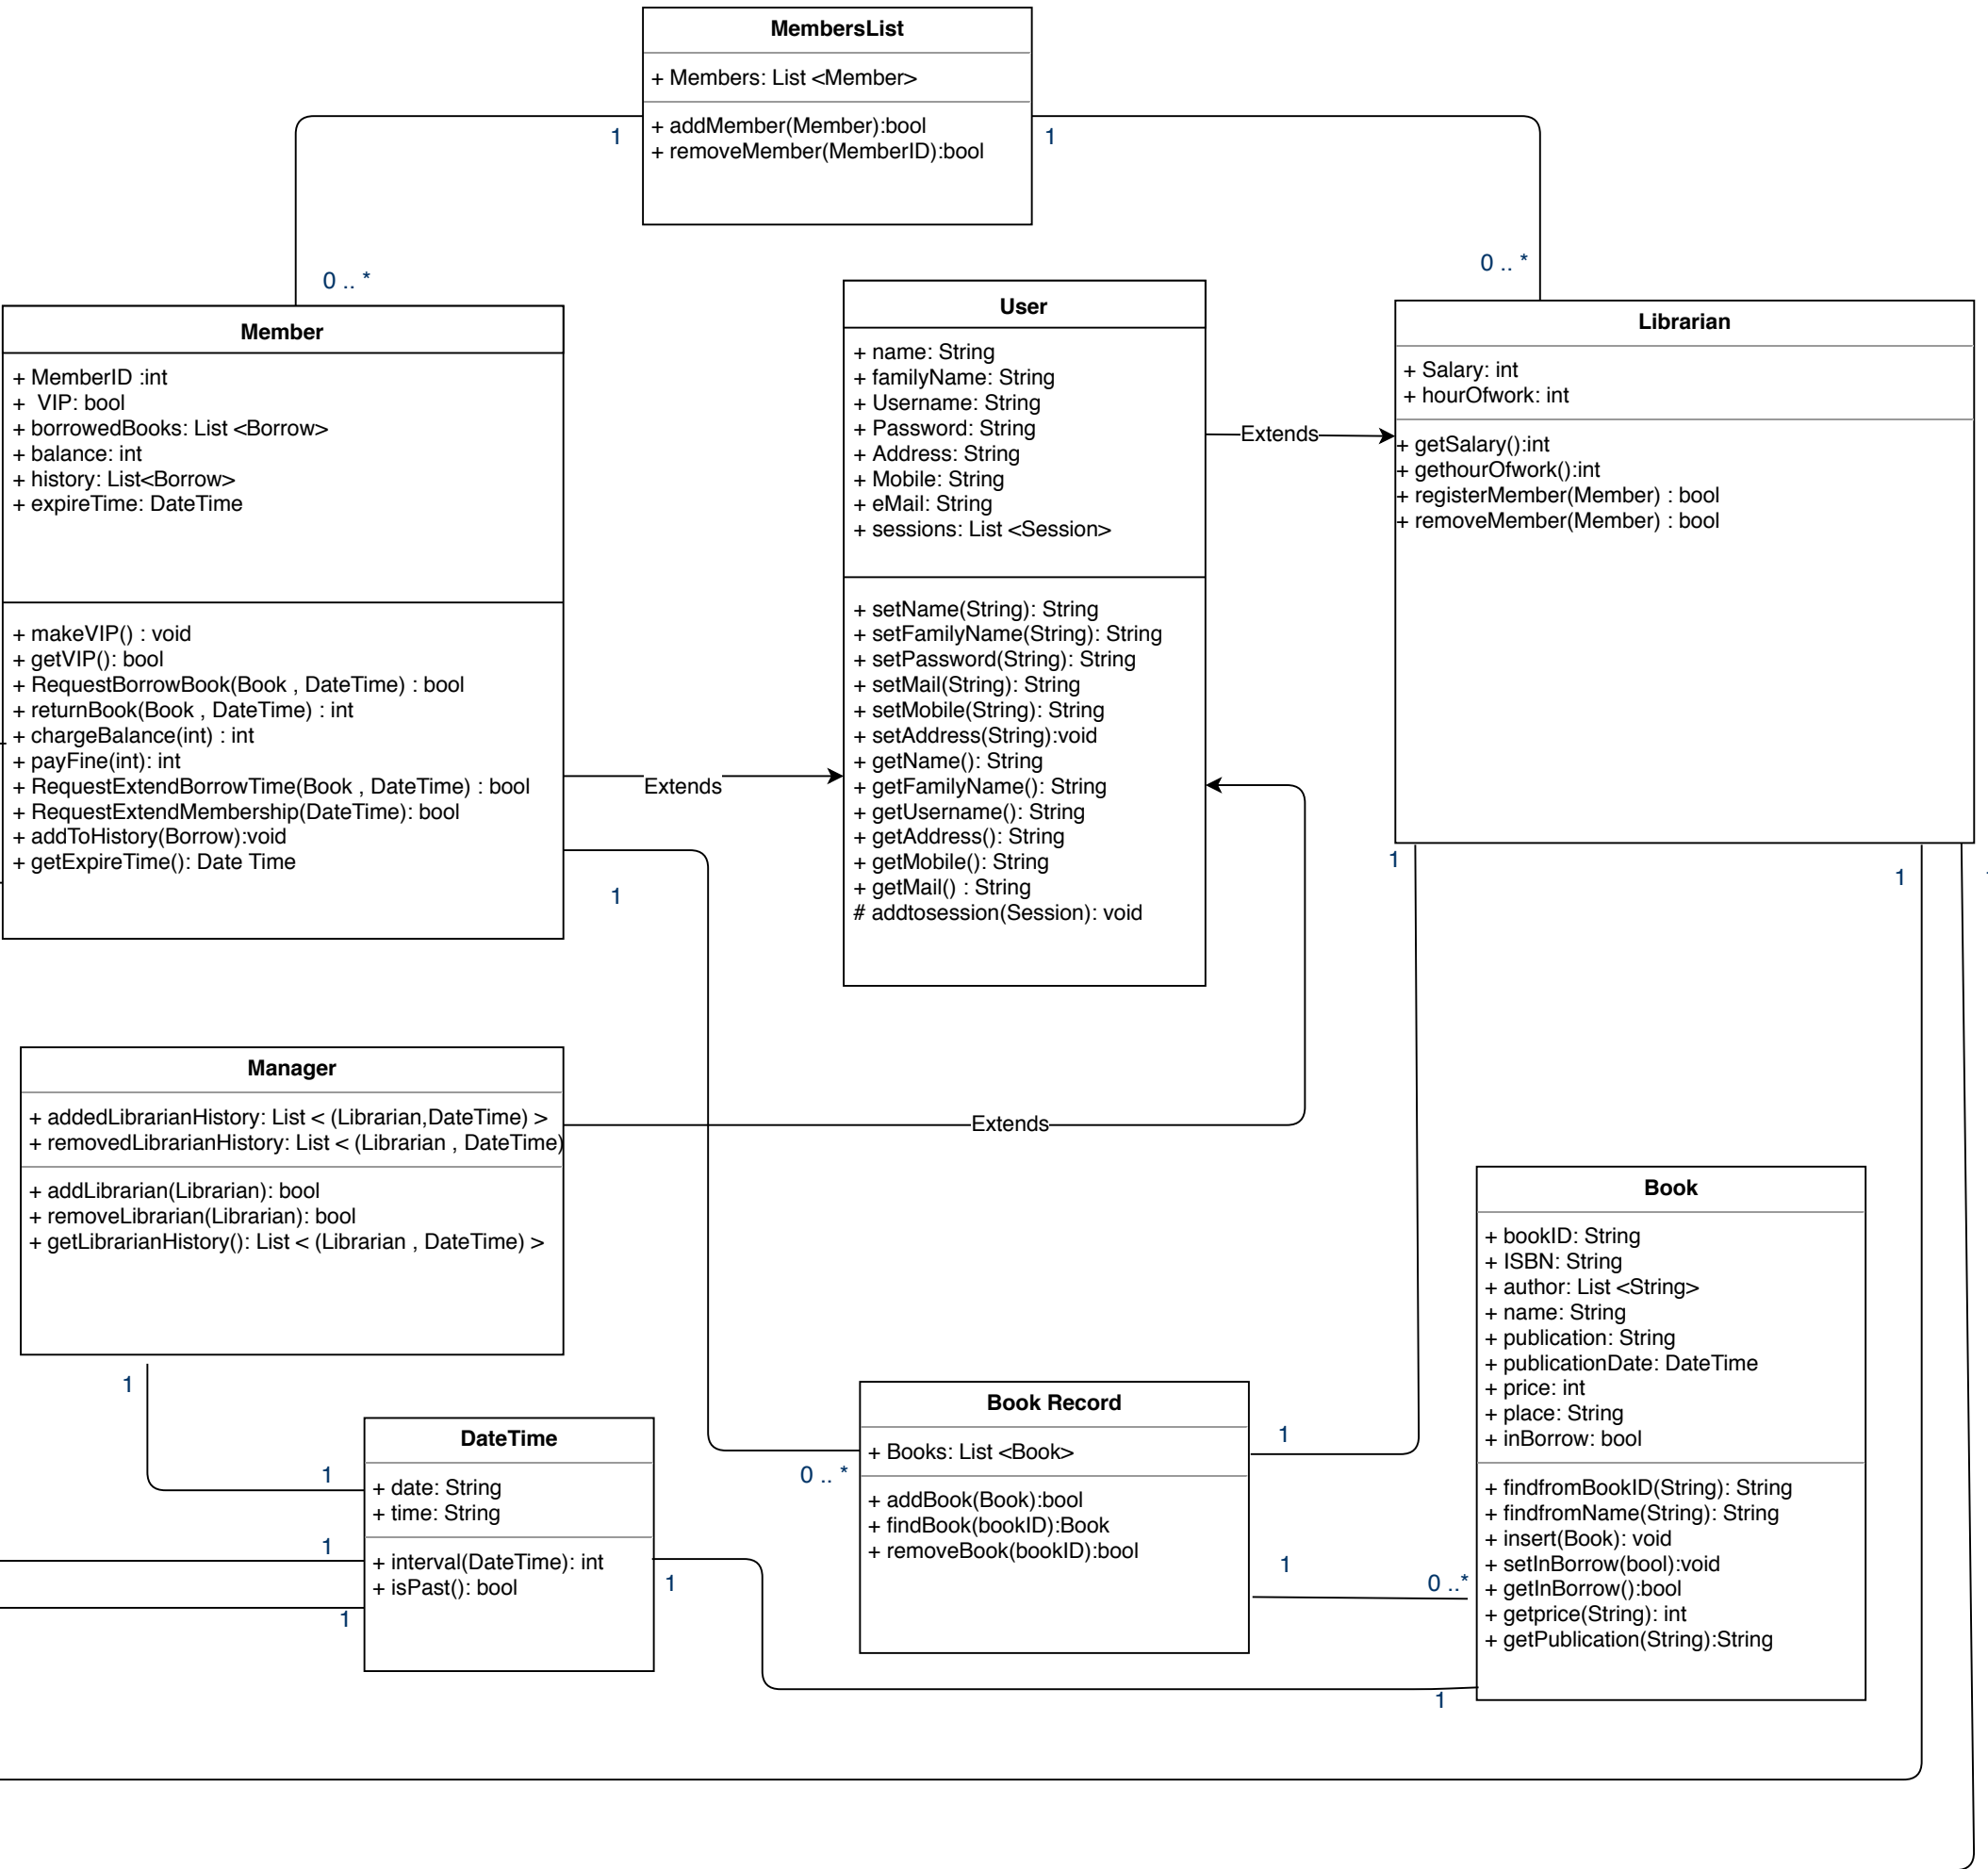 MembersList
+ Members: List <Member>
+ addMember(Member):bool
+ removeMember(MemberID):bool
1
1
0 .. *
0 .. *
Member
+ MemberID :int
+  VIP: bool
+ borrowedBooks: List <Borrow>
+ balance: int
+ history: List<Borrow>
+ expireTime: DateTime
+ makeVIP() : void
+ getVIP(): bool
+ RequestBorrowBook(Book , DateTime) : bool
+ returnBook(Book , DateTime) : int
+ chargeBalance(int) : int
+ payFine(int): int
+ RequestExtendBorrowTime(Book , DateTime) : bool
+ RequestExtendMembership(DateTime): bool
+ addToHistory(Borrow):void
+ getExpireTime(): Date Time
Extends
1
User
+ name: String
+ familyName: String
+ Username: String
+ Password: String
+ Address: String
+ Mobile: String
+ eMail: String
+ sessions: List <Session>
+ setName(String): String
+ setFamilyName(String): String
+ setPassword(String): String
+ setMail(String): String
+ setMobile(String): String
+ setAddress(String):void
+ getName(): String
+ getFamilyName(): String
+ getUsername(): String
+ getAddress(): String
+ getMobile(): String
+ getMail() : String
# addtosession(Session): void
Extends
Librarian
+ Salary: int
+ hourOfwork: int
+ getSalary():int
+ gethourOfwork():int
+ registerMember(Member) : bool
+ removeMember(Member) : bool
1
1
Manager
+ addedLibrarianHistory: List < (Librarian,DateTime) >
+ removedLibrarianHistory: List < (Librarian , DateTime)
+ addLibrarian(Librarian): bool
+ removeLibrarian(Librarian): bool
+ getLibrarianHistory(): List < (Librarian , DateTime) >
Extends
1
DateTime
+ date: String
+ time: String
+ interval(DateTime): int
+ isPast(): bool
1
1
1
1
Book Record
+ Books: List <Book>
+ addBook(Book):bool
+ findBook(bookID):Book
+ removeBook(bookID):bool
0 .. *
1
1
0 ..*
Book
+ bookID: String
+ ISBN: String
+ author: List <String>
+ name: String
+ publication: String
+ publicationDate: DateTime
+ price: int
+ place: String
+ inBorrow: bool
+ findfromBookID(String): String
+ findfromName(String): String
+ insert(Book): void
+ setInBorrow(bool):void
+ getInBorrow():bool
+ getprice(String): int
+ getPublication(String):String
1